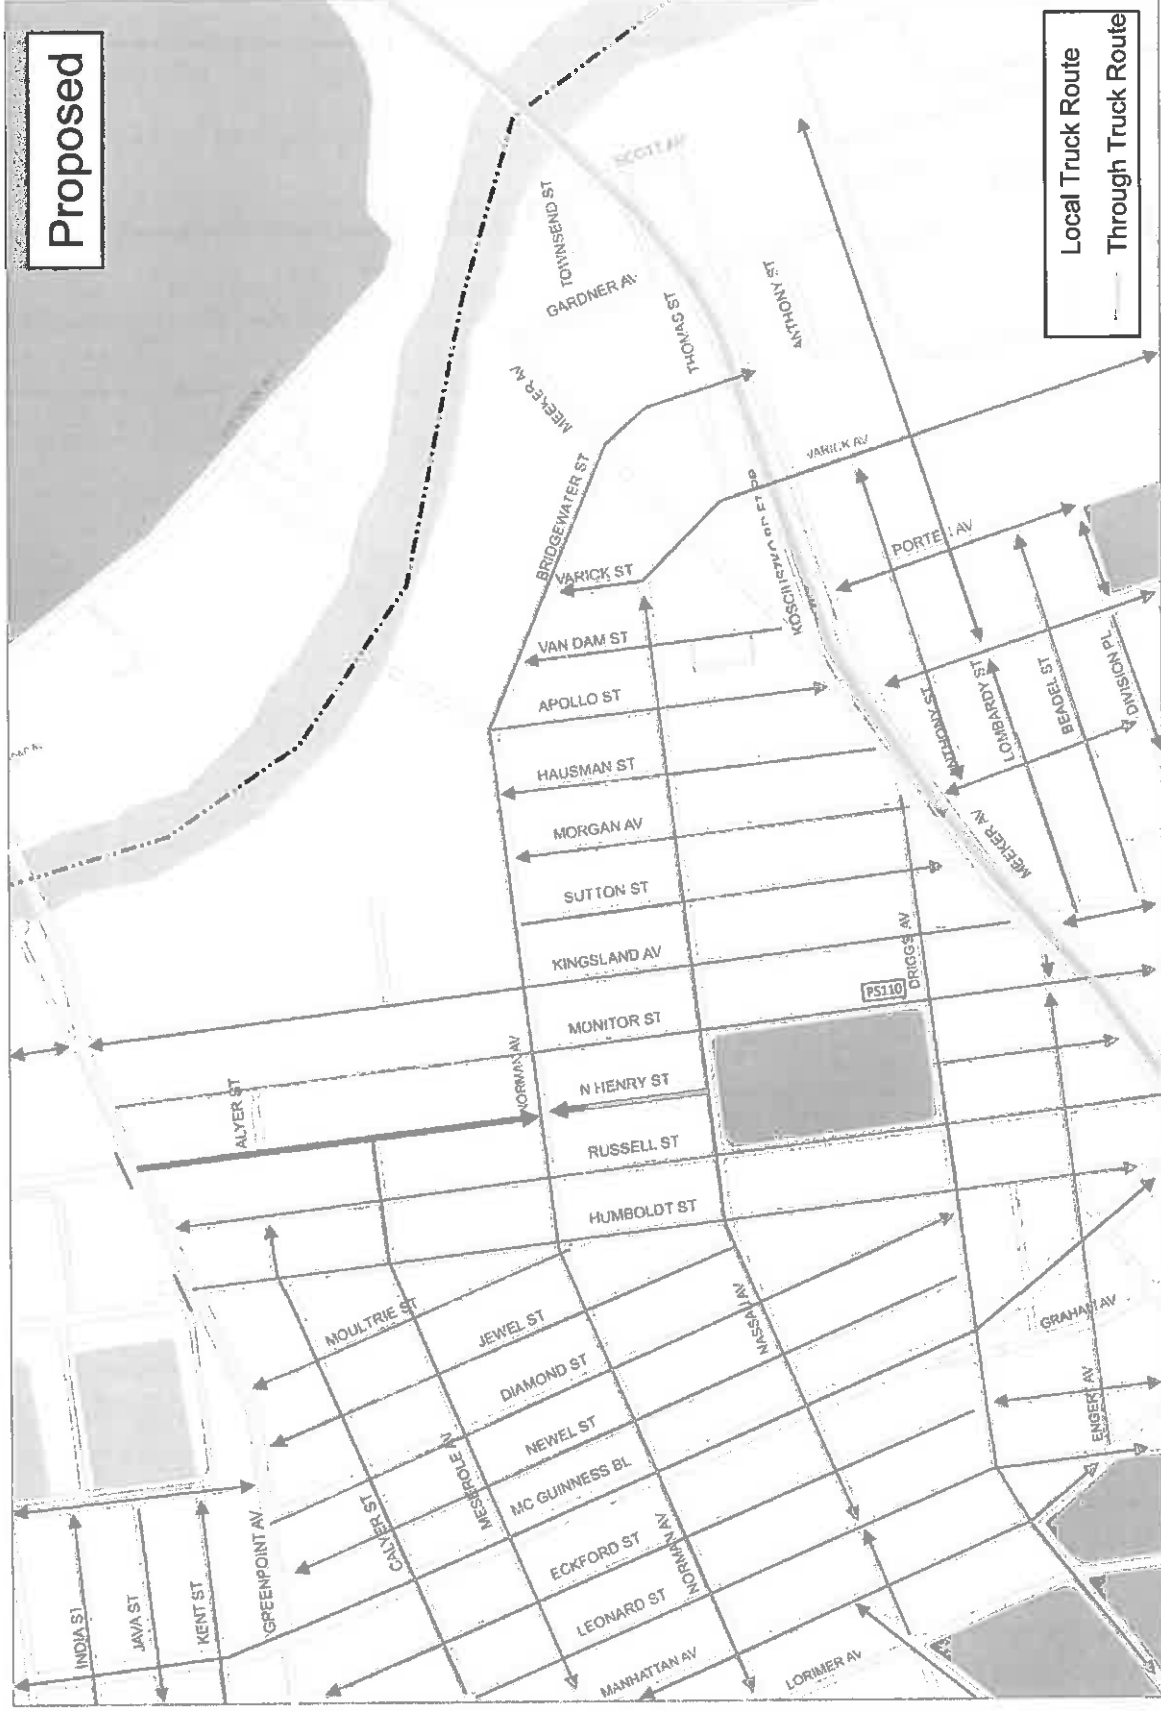 Proposed
Local Truck Route
Through Truck Route
SCOTT AV
TOWNSEND ST
GARDNER AV
THOMAS ST
ANTHONY ST
MEEKER AV
BRIDGEWATER ST
VARICK AV
VARICK ST
PORTER AV
VAN DAM ST
APOLLO ST
HAUSMAN ST
MORGAN AV
SUTTON ST
KINGSLAND AV
MONITOR ST
N HENRY ST
RUSSELL ST
HUMBOLDT ST
ANTHONY ST
LOMBARDY ST
BEADEL ST
DIVISION PL
MEEKER AV
DRIGGS AV
PS110
NORMAN AV
ALYER ST
MOULTRIE ST
JEWEL ST
DIAMOND ST
NEWEL ST
MC GUINNESS BL
ECKFORD ST
LEONARD ST
MANHATTAN AV
LORIMER AV
NASSAU AV
GRAHAM AV
ENGERT AV
MESEROLE AV
CALYER ST
NORMAN AV
GREENPOINT AV
KENT ST
JAVA ST
INDIA ST